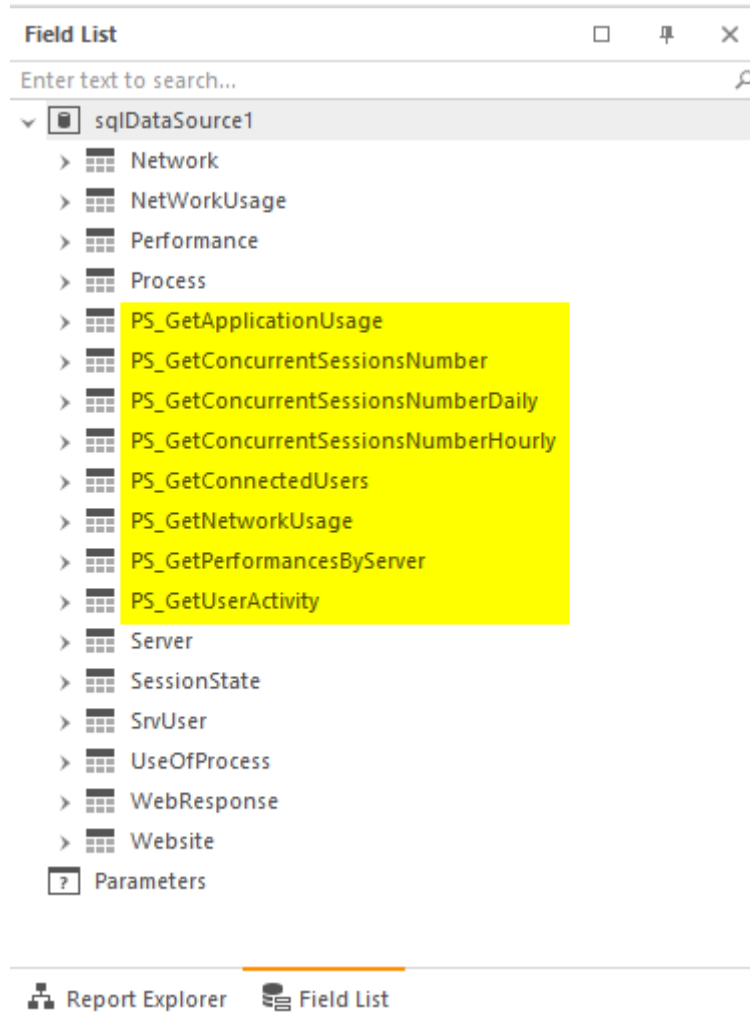 Field List
Enter text to search...
sqlDataSource1
Network
NetWorkUsage
Performance
Process
PS_GetApplicationUsage
PS_GetConcurrentSessionsNumber
PS_GetConcurrentSessionsNumberDaily
PS_GetConcurrentSessionsNumberHourly
PS_GetConnectedUsers
PS_GetNetworkUsage
PS_GetPerformancesByServer
PS_GetUserActivity
Server
SessionState
SrvUser
UseOfProcess
WebResponse
Website
? Parameters
Report Explorer Field List